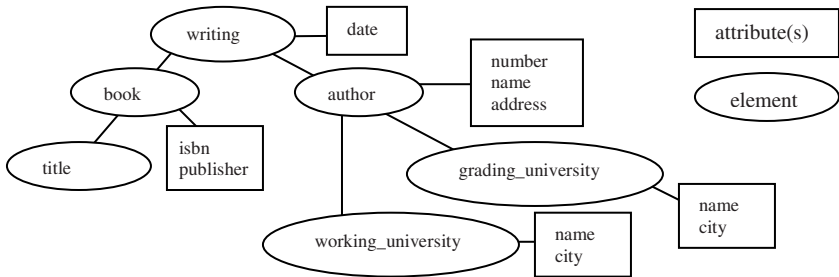 writing
date
attribute(s)
number
name
address
book
author
element
isbn
publisher
title
grading_university
name
city
working_university
name
city